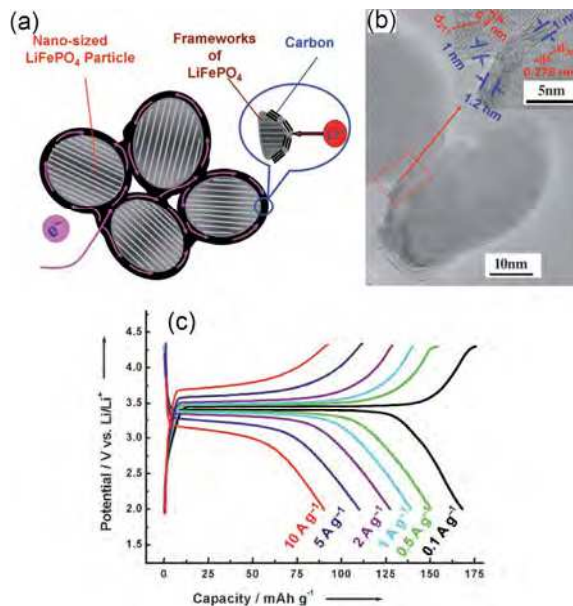 (a)
Nano-sized
LiFePO4 Particle
Frameworks of
LiFePO4
Carbon
e-
(b)
1 nm
1 nm
1.2 nm
0.276 nm
5nm
10nm
(c)
Potential / V vs. Li/Li+
4.5
4.0
3.5
3.0
2.5
2.0
1.5
10 A g-1
5 A g-1
2 A g-1
1 A g-1
0.5 A g-1
0.1 A g-1
0 25 50 75 100 125 150 175
Capacity / mAh g-1